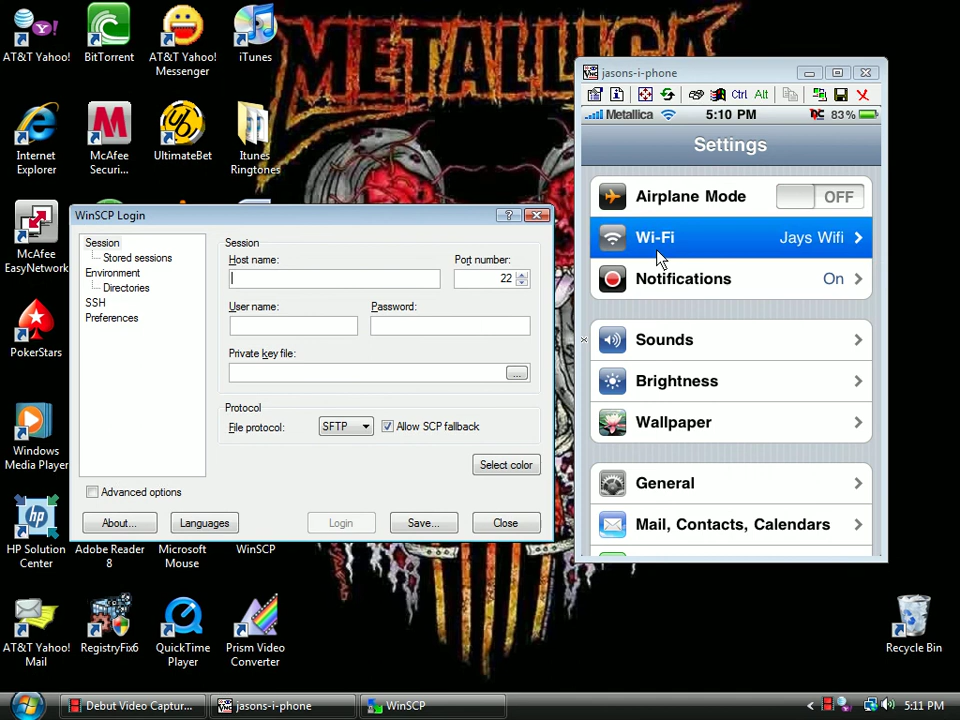 METALLICA
AT&T Yahoo!
BitTorrent
AT&T Yahoo!
Messenger
iTunes
Internet
Explorer
McAfee
Securi...
UltimateBet
Itunes
Ringtones
McAfee
EasyNetwork
PokerStars
Windows
Media Player
HP Solution
Center
Adobe Reader
8
Microsoft
Mouse
WinSCP
AT&T Yahoo!
Mail
RegistryFix6
QuickTime
Player
Prism Video
Converter
Recycle Bin
WinSCP Login
Session
Stored sessions
Environment
Directories
SSH
Preferences
Session
Host name:
Port number:
22
User name:
Password:
Private key file:
...
Protocol
File protocol:
SFTP
Allow SCP fallback
Select color
Advanced options
About...
Languages
Login
Save...
Close
jasons-i-phone
Ctrl
Alt
Metallica
5:10 PM
83%
Settings
Airplane Mode
OFF
Wi-Fi
Jays Wifi
Notifications
On
Sounds
Brightness
Wallpaper
General
Mail, Contacts, Calendars
Debut Video Captur...
jasons-i-phone
WinSCP
5:11 PM